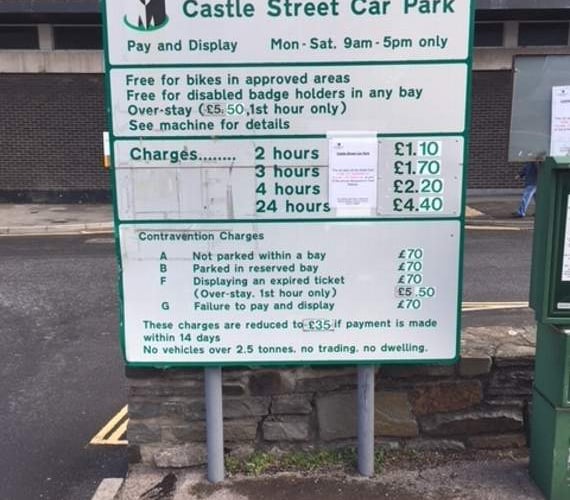 Castle Street Car Park
Pay and Display Mon - Sat. 9am - 5pm only
Free for bikes in approved areas
Free for disabled badge holders in any bay
Over-stay (£5.50,1st hour only)
See machine for details
Charges........ 2 hours £1.10
3 hours £1.70
4 hours £2.20
24 hours £4.40
Contravention Charges
A Not parked within a bay £70
B Parked in reserved bay £70
F Displaying an expired ticket £70
(Over-stay. 1st hour only) £5.50
G Failure to pay and display £70
These charges are reduced to £35 if payment is made
within 14 days
No vehicles over 2.5 tonnes. no trading. no dwelling.